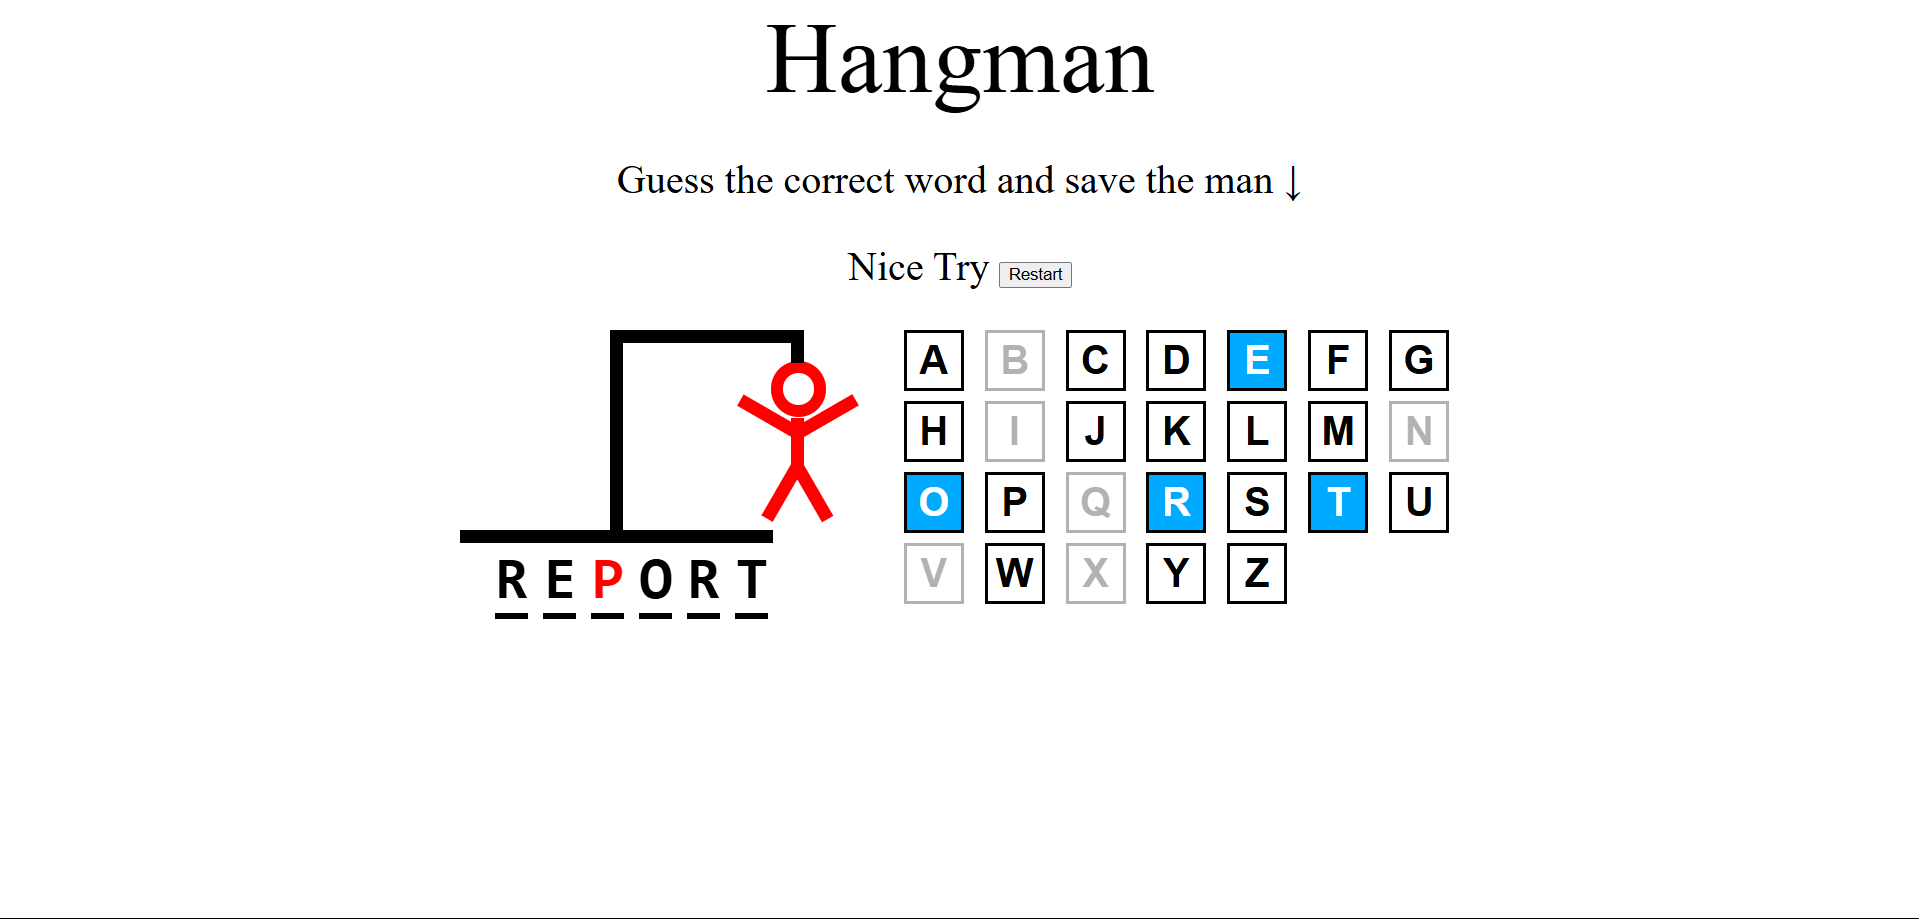 Hangman
Guess the correct word and save the man ↓
Nice Try Restart
A B C D E F G
H I J K L M N
O P Q R S T U
V W X Y Z
R E P O R T